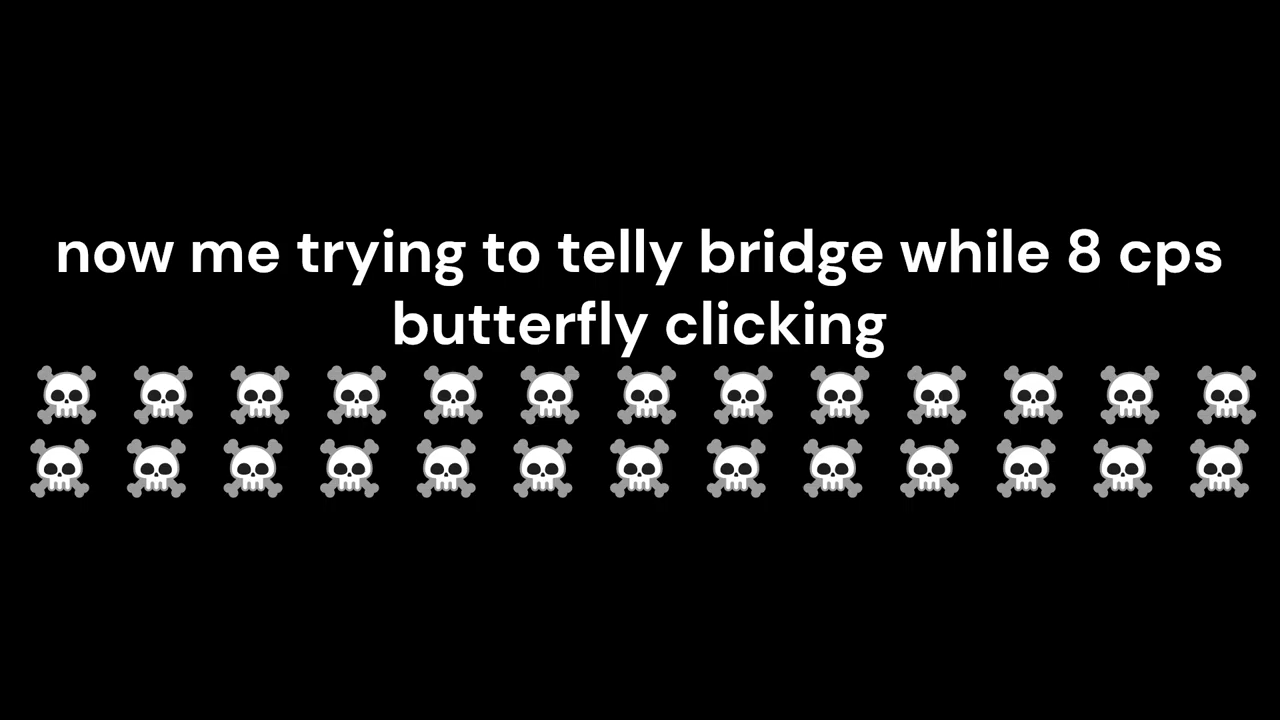 now me trying to telly bridge while 8 cps
butterfly clicking
☠️☠️☠️☠️☠️☠️☠️☠️☠️☠️☠️☠️☠️
☠️☠️☠️☠️☠️☠️☠️☠️☠️☠️☠️☠️☠️